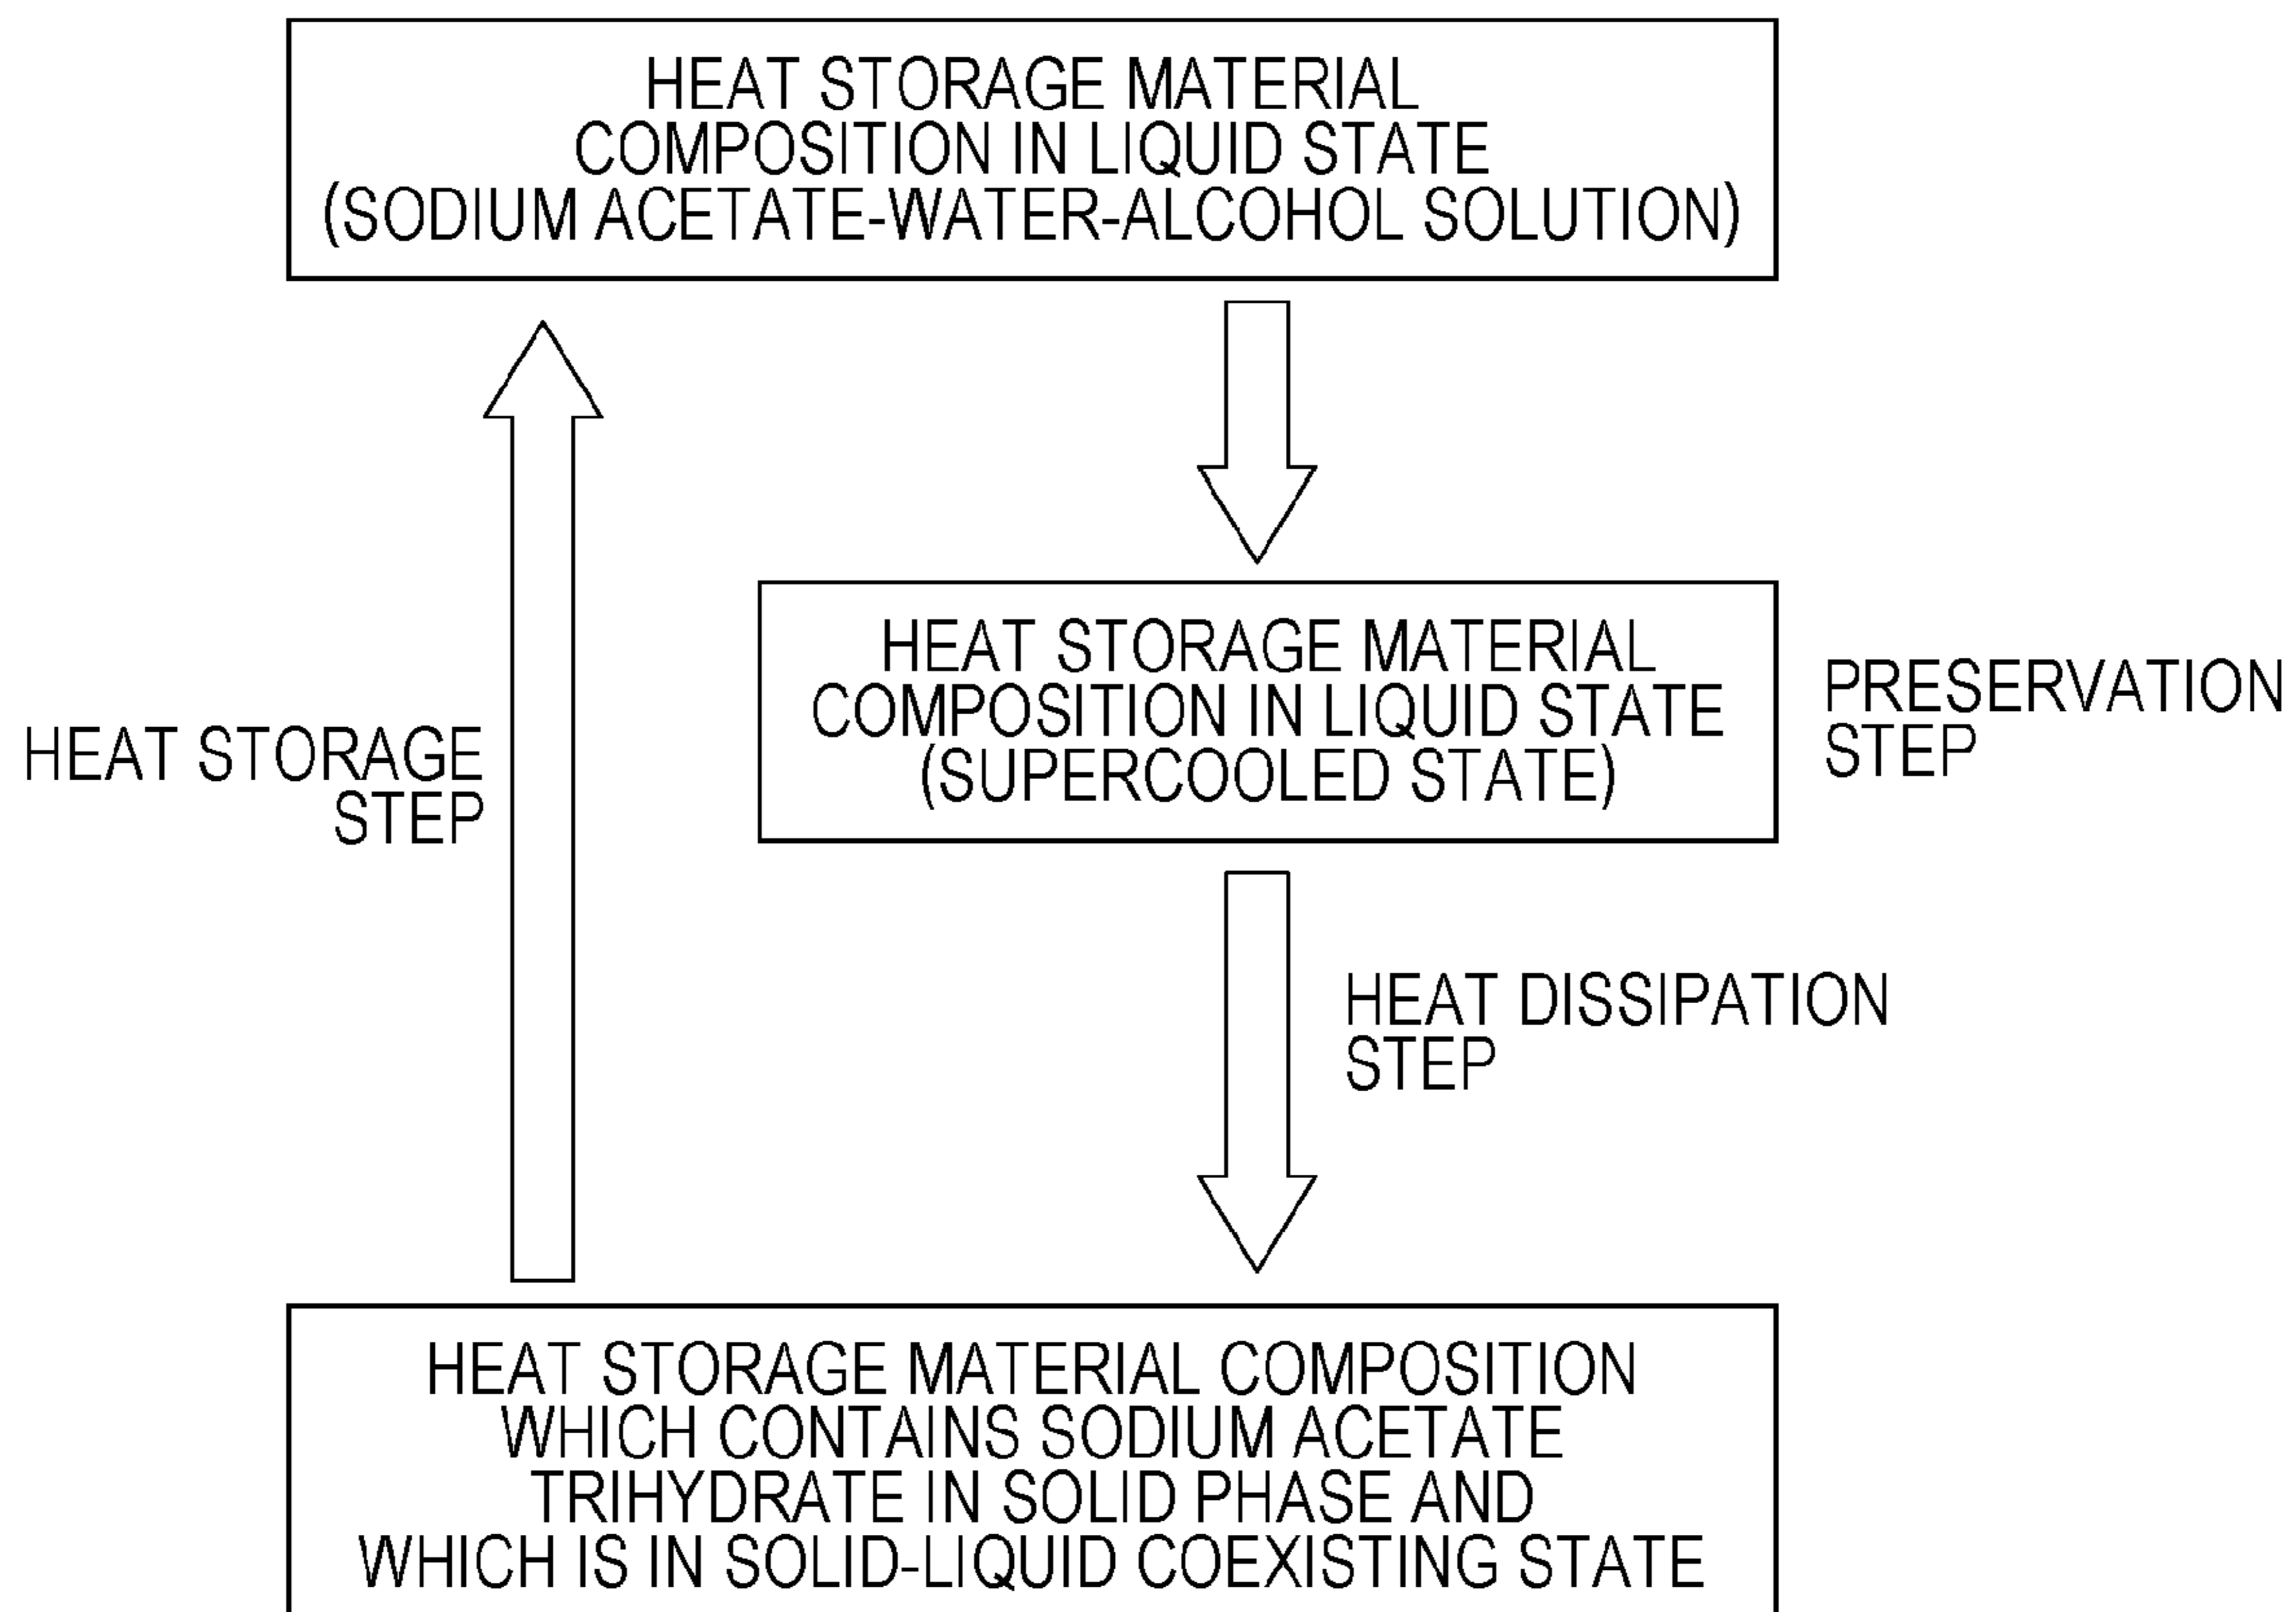 HEAT STORAGE MATERIAL
COMPOSITION IN LIQUID STATE
(SODIUM ACETATE-WATER-ALCOHOL SOLUTION)
HEAT STORAGE MATERIAL
COMPOSITION IN LIQUID STATE
(SUPERCOOLED STATE)
PRESERVATION
STEP
HEAT STORAGE
STEP
HEAT DISSIPATION
STEP
HEAT STORAGE MATERIAL COMPOSITION
WHICH CONTAINS SODIUM ACETATE
TRIHYDRATE IN SOLID PHASE AND
WHICH IS IN SOLID-LIQUID COEXISTING STATE